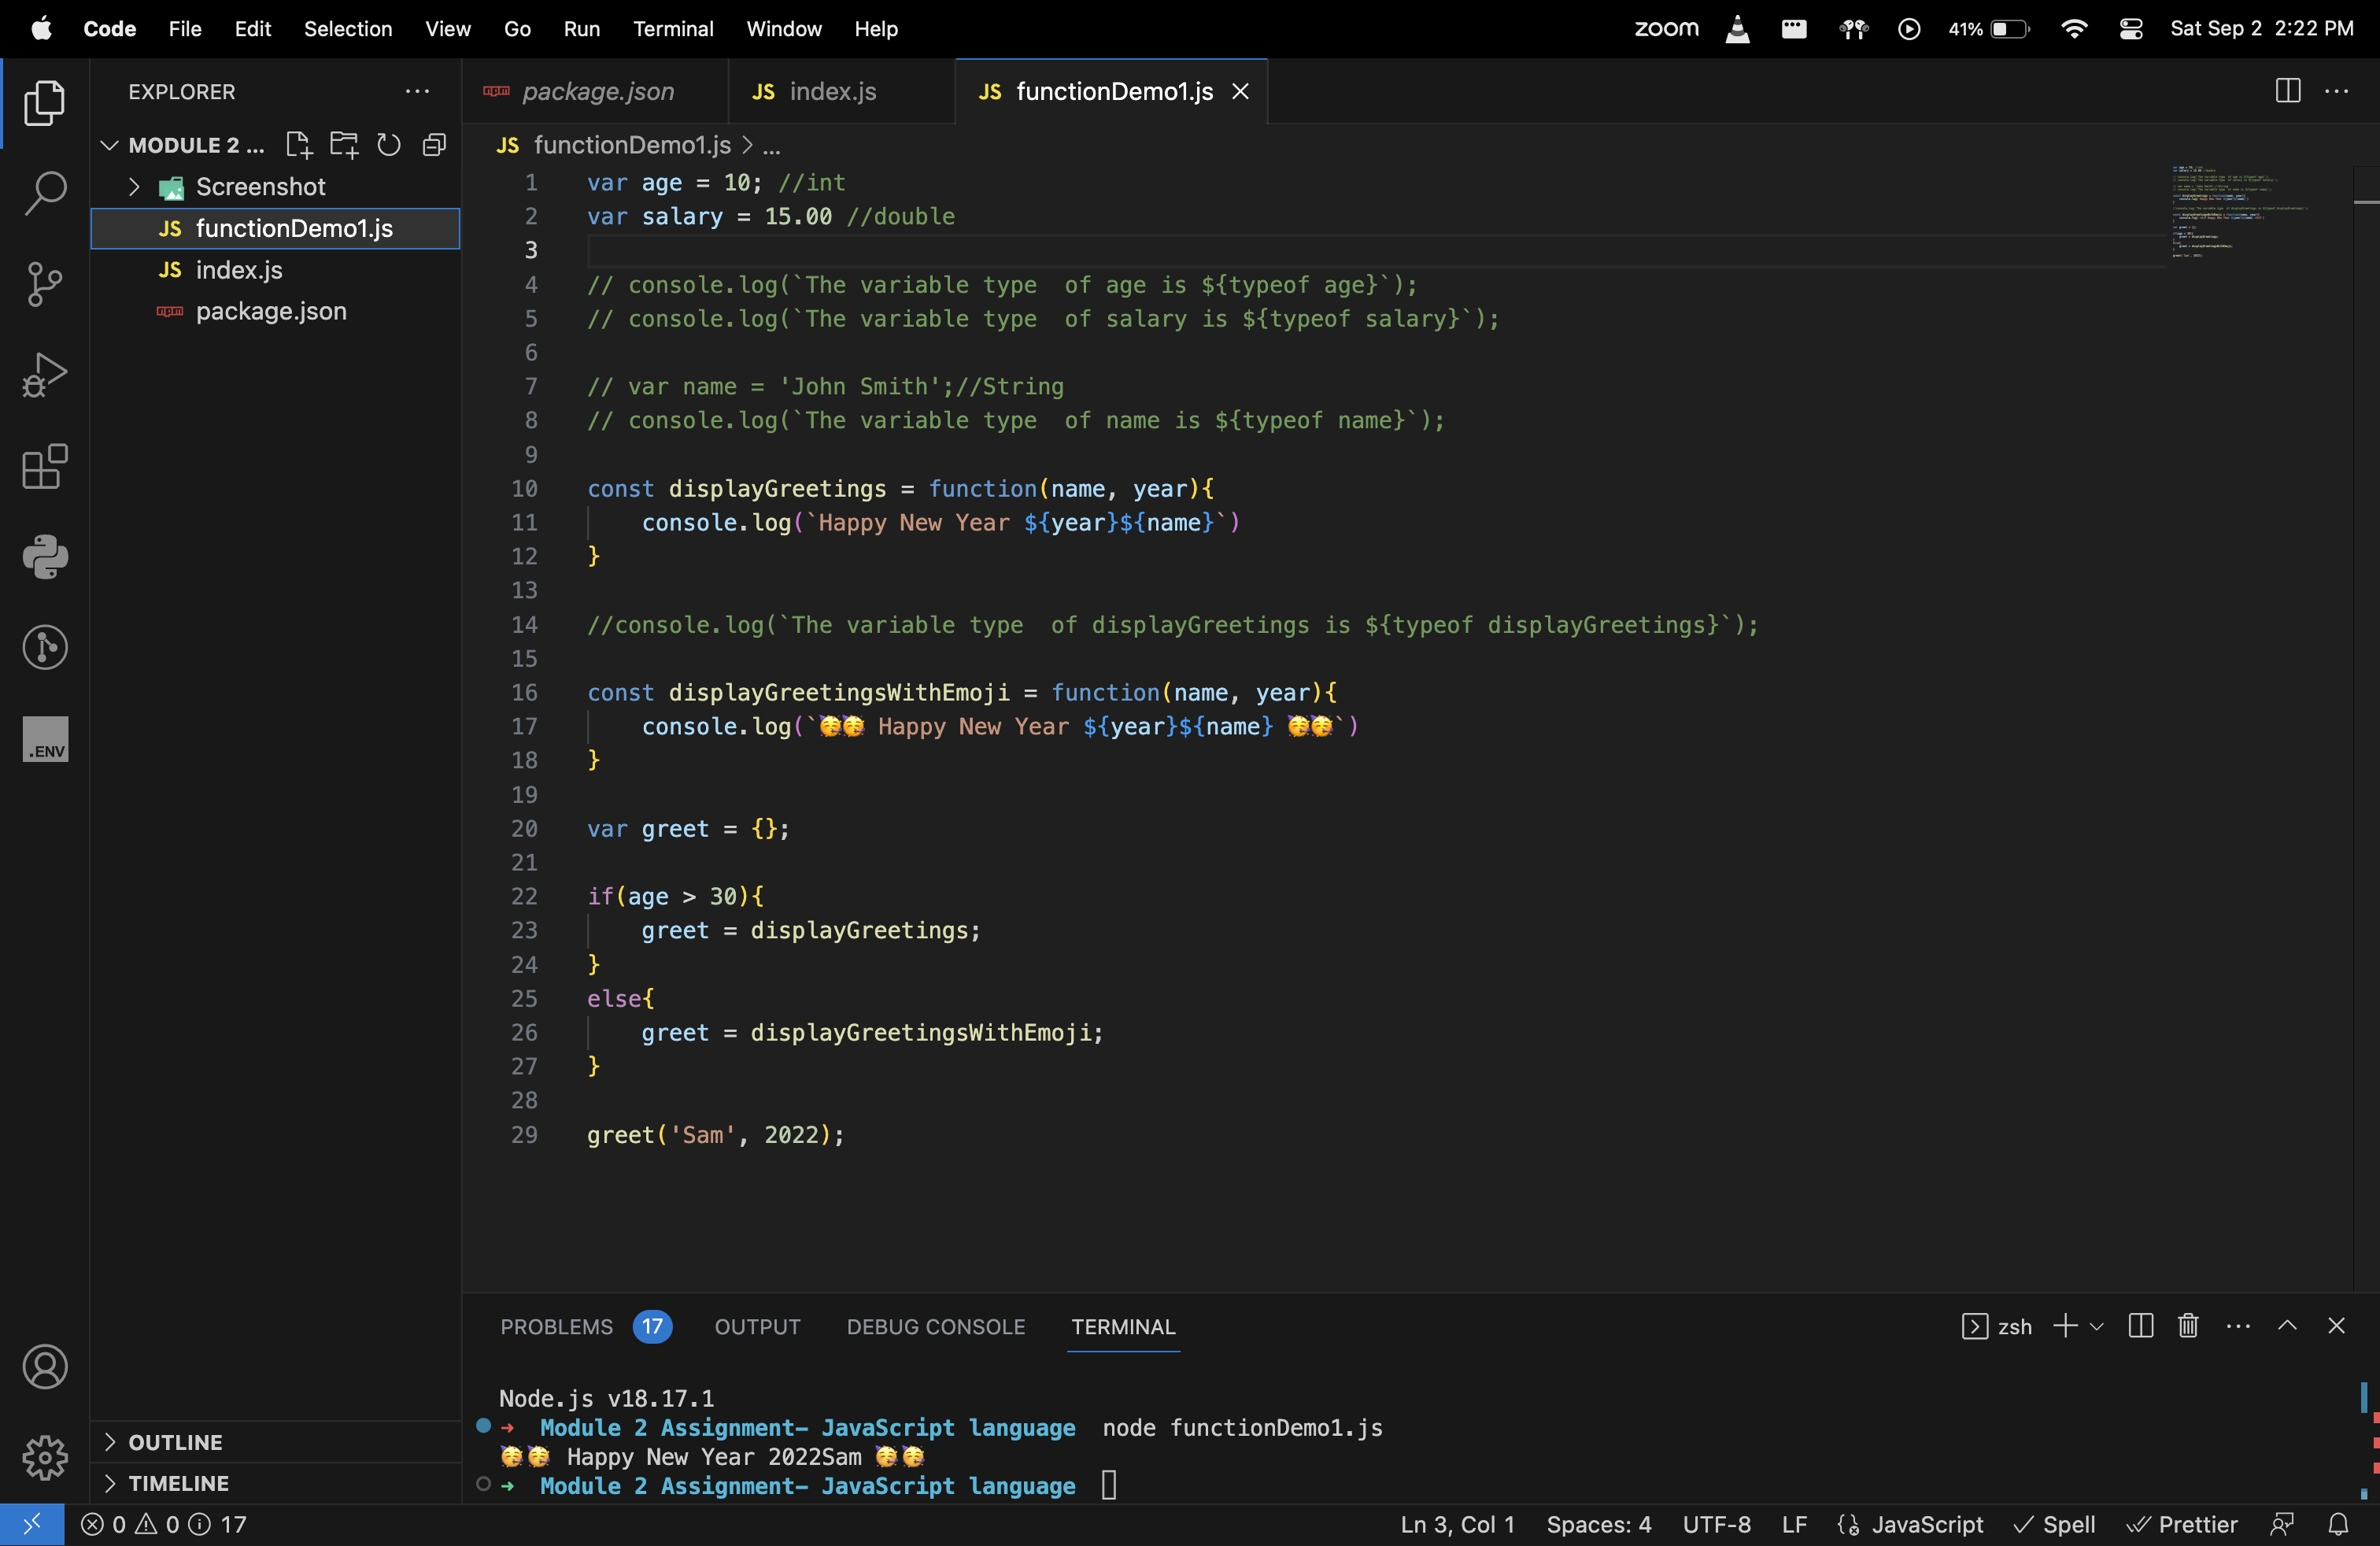 Code File Edit Selection View Go Run Terminal Window Help zoom 41% Sat Sep 2 2:22 PM
EXPLORER
MODULE 2 ...
Screenshot
JS functionDemo1.js
JS index.js
package.json
OUTLINE
TIMELINE
.ENV
package.json JS index.js JS functionDemo1.js
JS functionDemo1.js > ...
1 var age = 10; //int
2 var salary = 15.00 //double
3
4 // console.log(`The variable type  of age is ${typeof age}`);
5 // console.log(`The variable type  of salary is ${typeof salary}`);
6
7 // var name = 'John Smith';//String
8 // console.log(`The variable type  of name is ${typeof name}`);
9
10 const displayGreetings = function(name, year){
11     console.log(`Happy New Year ${year}${name}`)
12 }
13
14 //console.log(`The variable type  of displayGreetings is ${typeof displayGreetings}`);
15
16 const displayGreetingsWithEmoji = function(name, year){
17     console.log(`🥳🥳 Happy New Year ${year}${name} 🥳🥳`)
18 }
19
20 var greet = {};
21
22 if(age > 30){
23     greet = displayGreetings;
24 }
25 else{
26     greet = displayGreetingsWithEmoji;
27 }
28
29 greet('Sam', 2022);
PROBLEMS 17 OUTPUT DEBUG CONSOLE TERMINAL zsh
Node.js v18.17.1
➜ Module 2 Assignment– JavaScript language node functionDemo1.js
🥳🥳 Happy New Year 2022Sam 🥳🥳
➜ Module 2 Assignment– JavaScript language
0 0 17 Ln 3, Col 1 Spaces: 4 UTF-8 LF JavaScript Spell Prettier